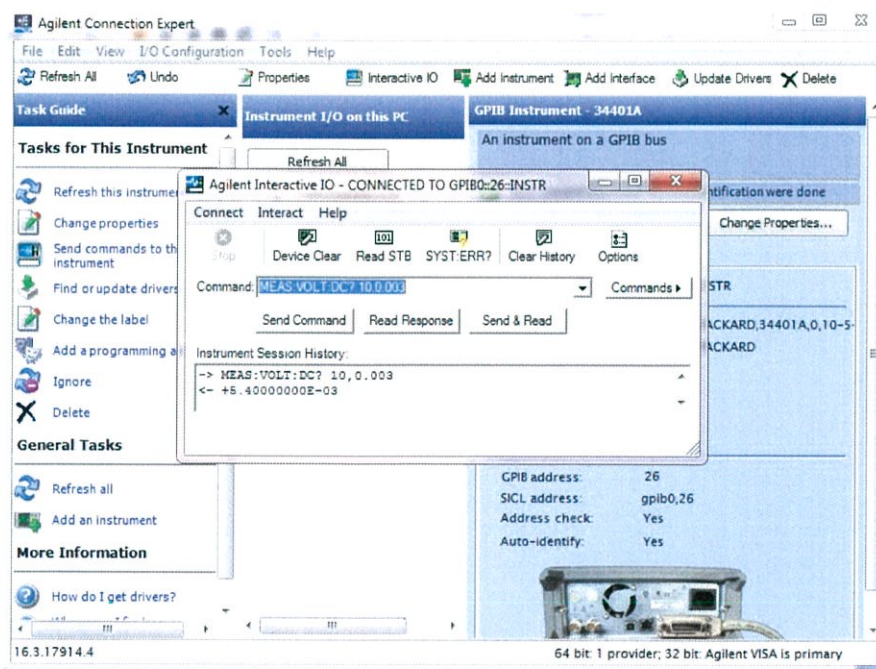 Agilent Connection Expert
File Edit View I/O Configuration Tools Help
Refresh All Undo Properties Interactive IO Add Instrument Add Interface Update Drivers Delete
Task Guide
Tasks for This Instrument
Refresh this instrume
Change properties
Send commands to th
instrument
Find or update drivers
Change the label
Add a programming a
Ignore
Delete
General Tasks
Refresh all
Add an instrument
More Information
How do I get drivers?
Instrument I/O on this PC
Refresh All
GPIB Instrument - 34401A
An instrument on a GPIB bus
ntification were done
Change Properties...
STR
ACKARD,34401A,0,10-5-
ACKARD
GPIB address: 26
SICL address: gpib0,26
Address check: Yes
Auto-identify: Yes
Agilent Interactive IO - CONNECTED TO GPIB0::26::INSTR
Connect Interact Help
Stop Device Clear Read STB SYST:ERR? Clear History Options
Command: MEAS:VOLT:DC? 10,0.003 Commands
Send Command Read Response Send & Read
Instrument Session History:
-> MEAS:VOLT:DC? 10,0.003
<- +5.40000000E-03
16.3.17914.4
64 bit: 1 provider; 32 bit: Agilent VISA is primary